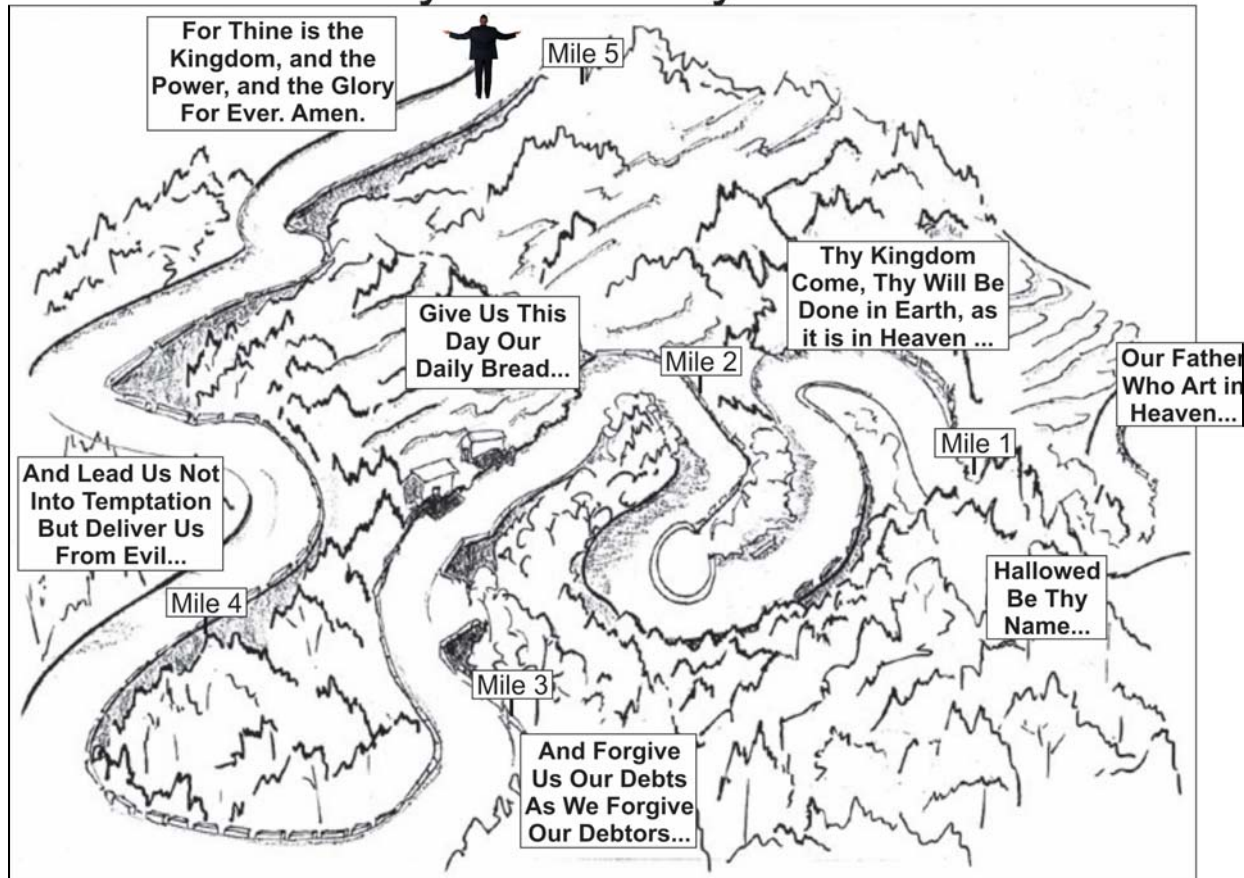 For Thine is the
Kingdom, and the
Power, and the Glory
For Ever. Amen.
Mile 5
Thy Kingdom
Come, Thy Will Be
Done in Earth, as
it is in Heaven ...
Give Us This
Day Our
Daily Bread...
Mile 2
Our Father
Who Art in
Heaven...
Mile 1
And Lead Us Not
Into Temptation
But Deliver Us
From Evil...
Hallowed
Be Thy
Name...
Mile 4
Mile 3
And Forgive
Us Our Debts
As We Forgive
Our Debtors...